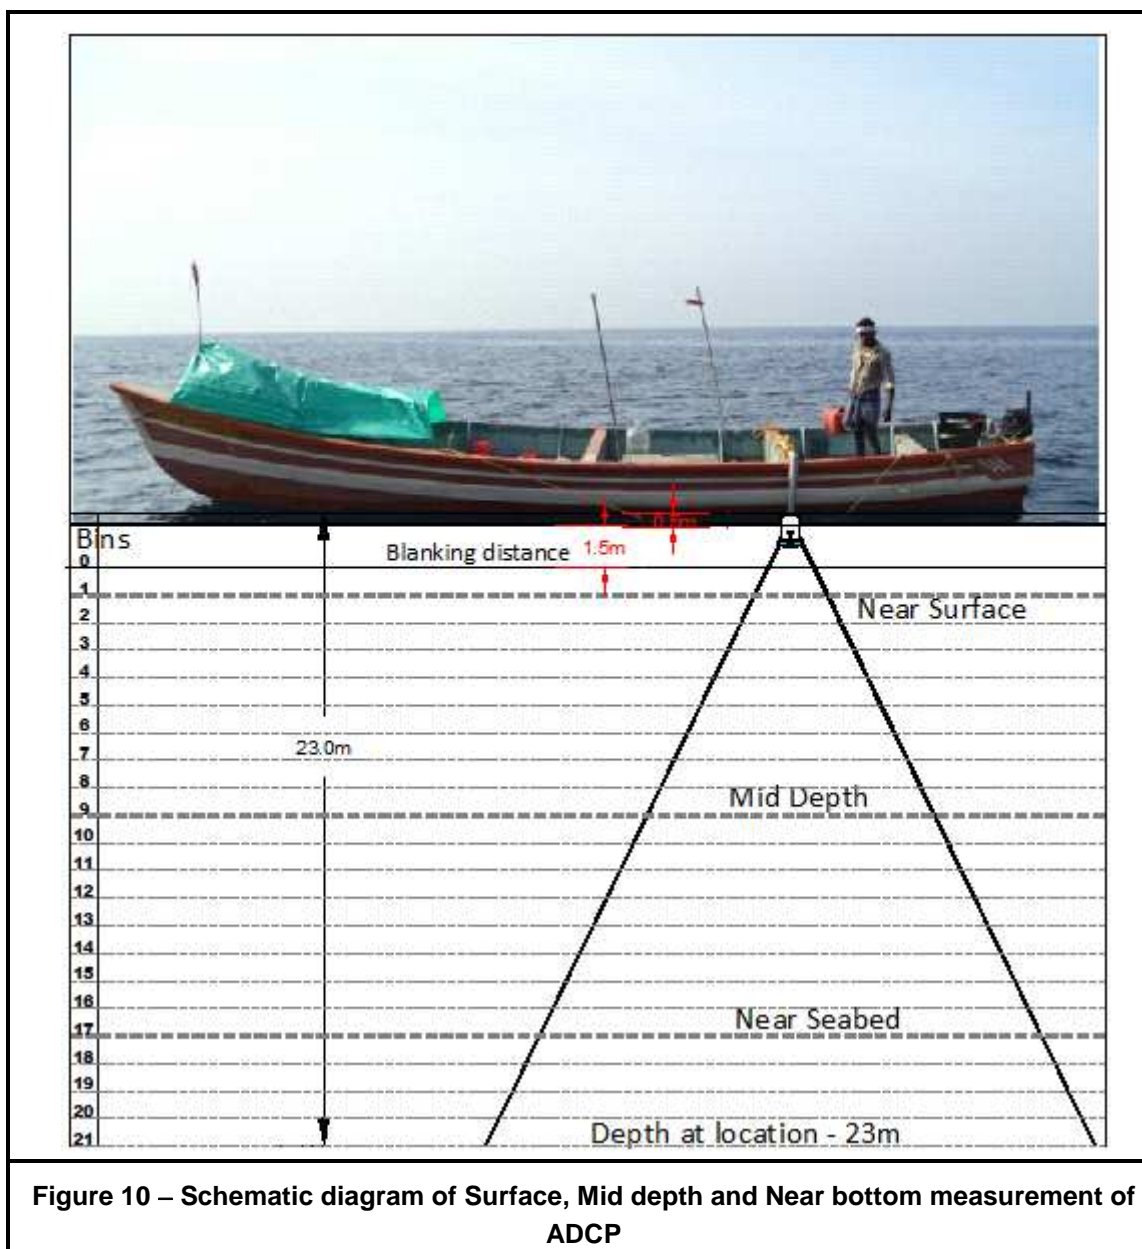 Bins
Blanking distance 1.5m
0
1
Near Surface
2
3
4
5
6
23.0m
7
8
Mid Depth
9
10
11
12
13
14
15
16
Near Seabed
17
18
19
20
Depth at location - 23m
21
Figure 10 – Schematic diagram of Surface, Mid depth and Near bottom measurement of
ADCP